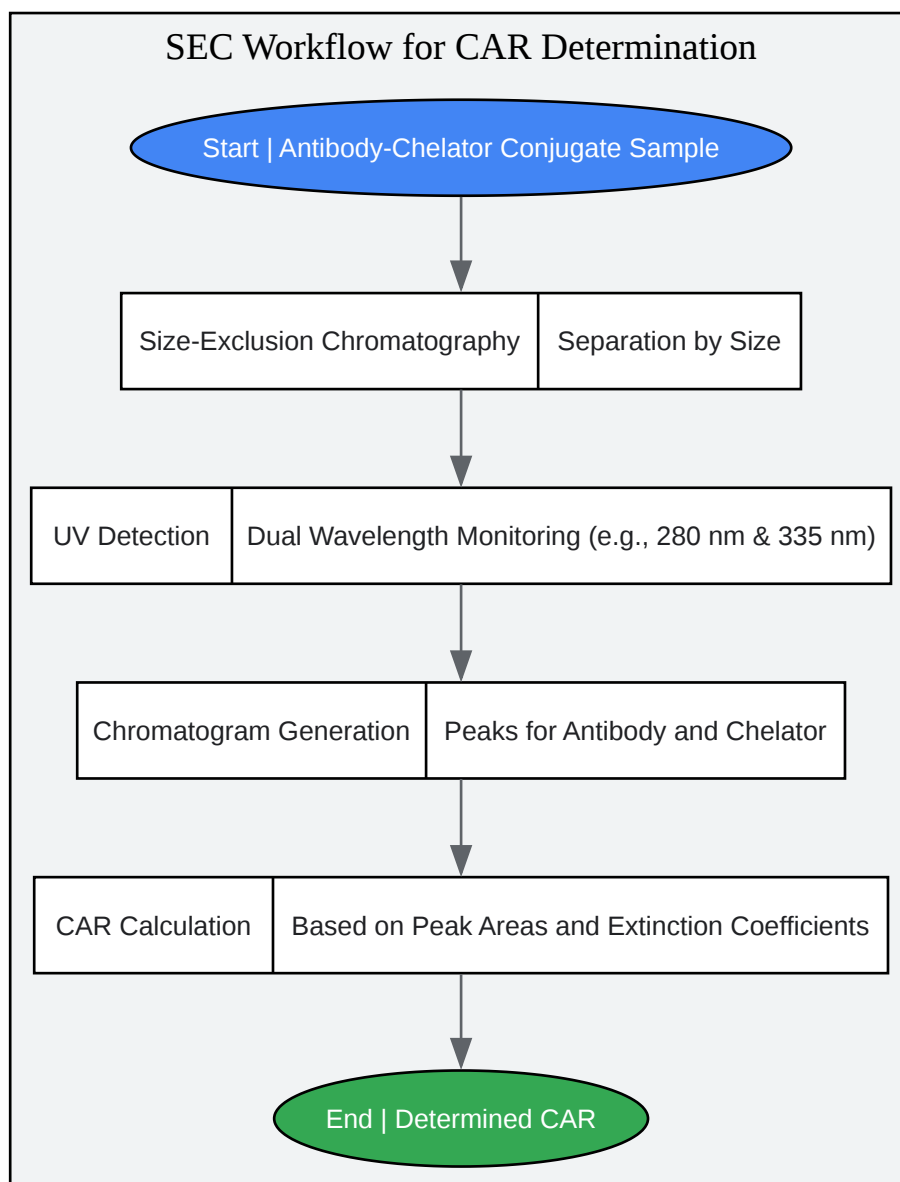 SEC Workflow for CAR Determination
Start | Antibody-Chelator Conjugate Sample
Size-Exclusion Chromatography
Separation by Size
UV Detection
Dual Wavelength Monitoring (e.g., 280 nm & 335 nm)
Chromatogram Generation
Peaks for Antibody and Chelator
CAR Calculation
Based on Peak Areas and Extinction Coefficients
End | Determined CAR